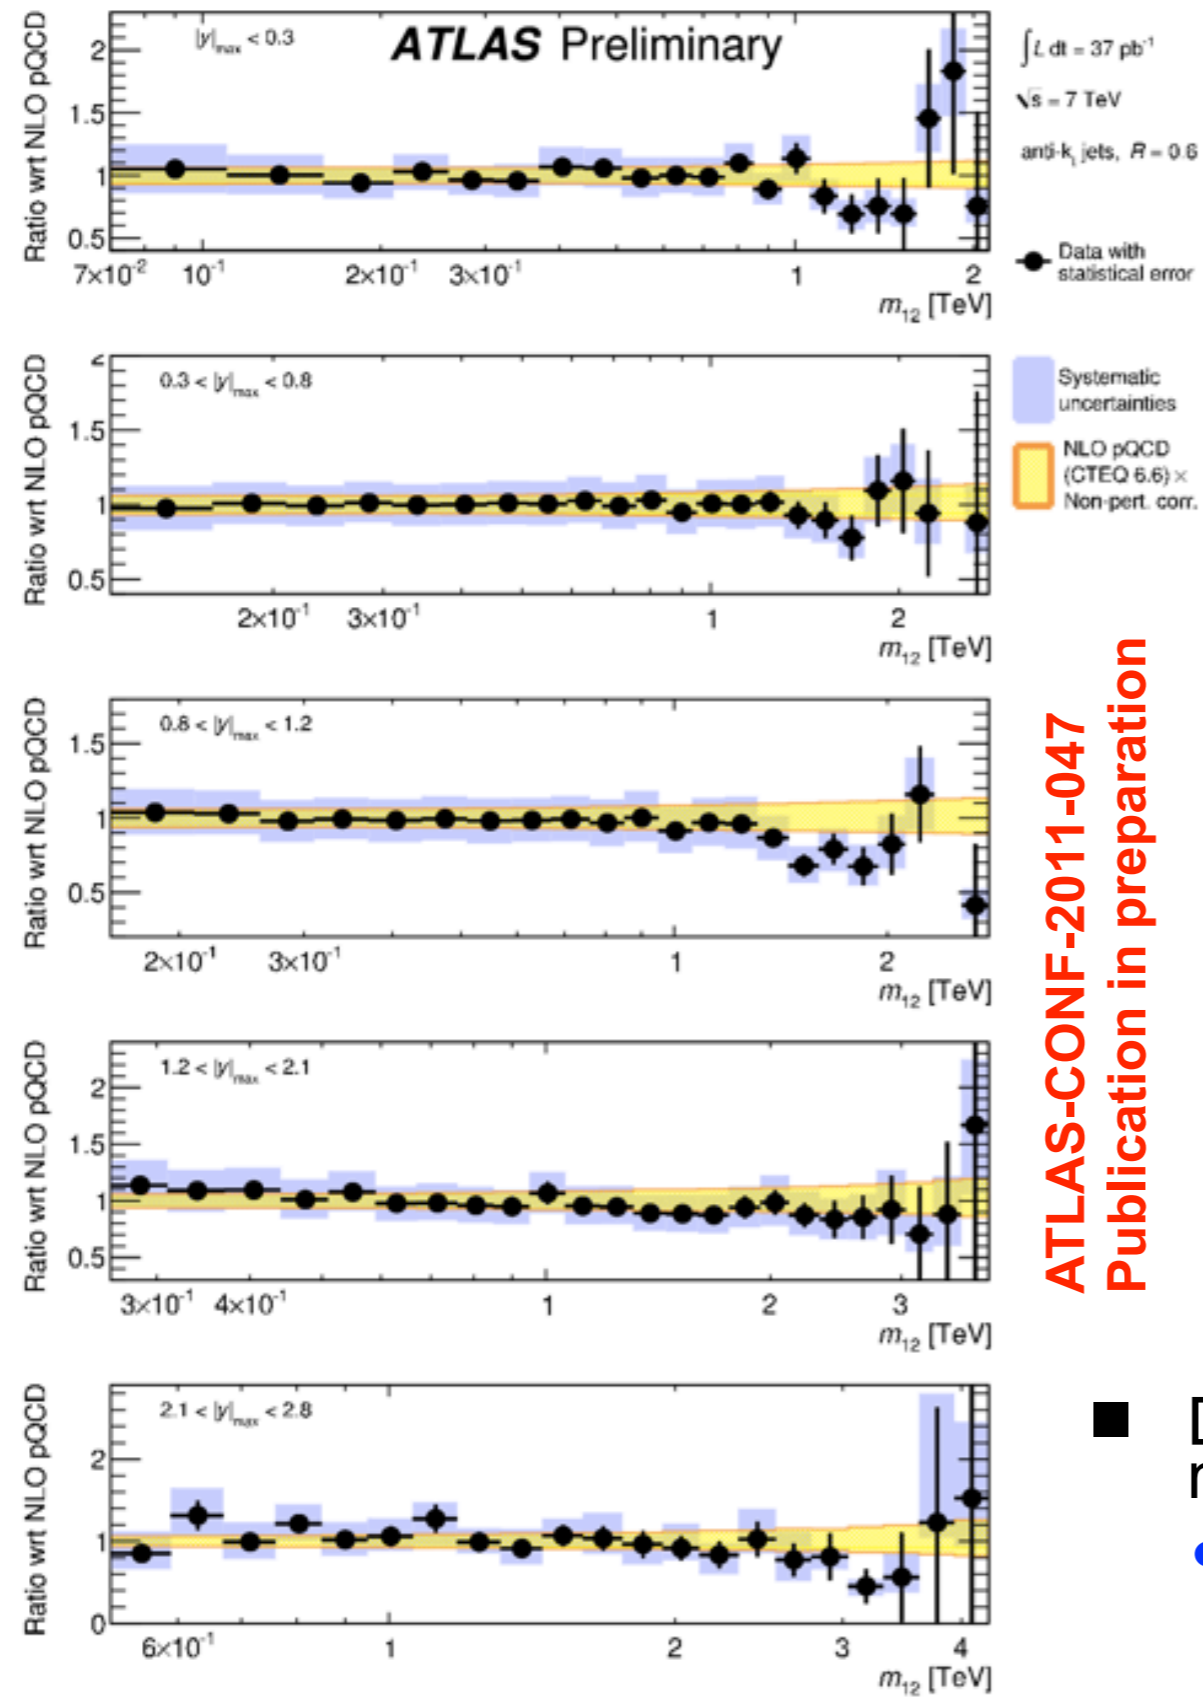 |y|max < 0.3
ATLAS Preliminary
Ratio wrt NLO pQCD
2
1.5
1
0.5
7×10⁻² 10⁻¹ 2×10⁻¹ 3×10⁻¹ 1 2
m₁₂ [TeV]
∫L dt = 37 pb⁻¹
√s = 7 TeV
anti-kₜ jets, R = 0.6
Data with
statistical error
Systematic
uncertainties
NLO pQCD
(CTEQ 6.6) ×
Non-pert. corr.
0.3 < |y|max < 0.8
Ratio wrt NLO pQCD
2
1.5
1
0.5
2×10⁻¹ 3×10⁻¹ 1 2
m₁₂ [TeV]
0.8 < |y|max < 1.2
Ratio wrt NLO pQCD
1.5
1
0.5
2×10⁻¹ 3×10⁻¹ 1 2
m₁₂ [TeV]
1.2 < |y|max < 2.1
Ratio wrt NLO pQCD
2
1.5
1
0.5
3×10⁻¹ 4×10⁻¹ 1 2 3
m₁₂ [TeV]
2.1 < |y|max < 2.8
Ratio wrt NLO pQCD
2
1
0
6×10⁻¹ 1 2 3 4
m₁₂ [TeV]
ATLAS-CONF-2011-047
Publication in preparation